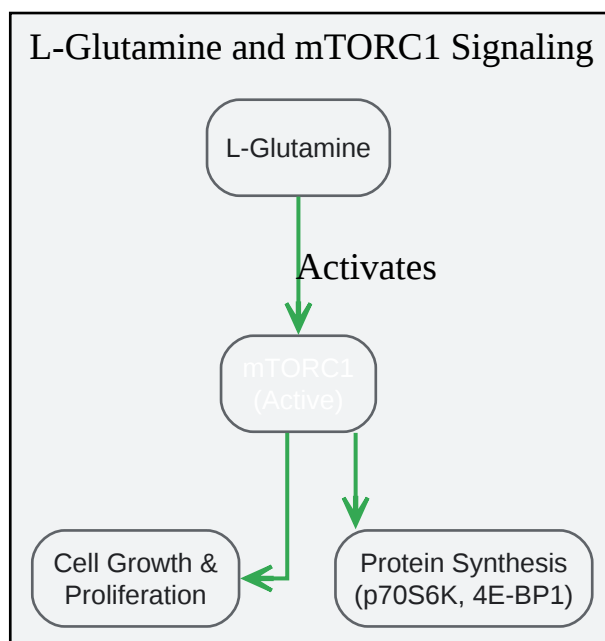 L-Glutamine and mTORC1 Signaling
L-Glutamine
Activates
mTORC1
(Active)
Cell Growth &
Proliferation
Protein Synthesis
(p70S6K, 4E-BP1)